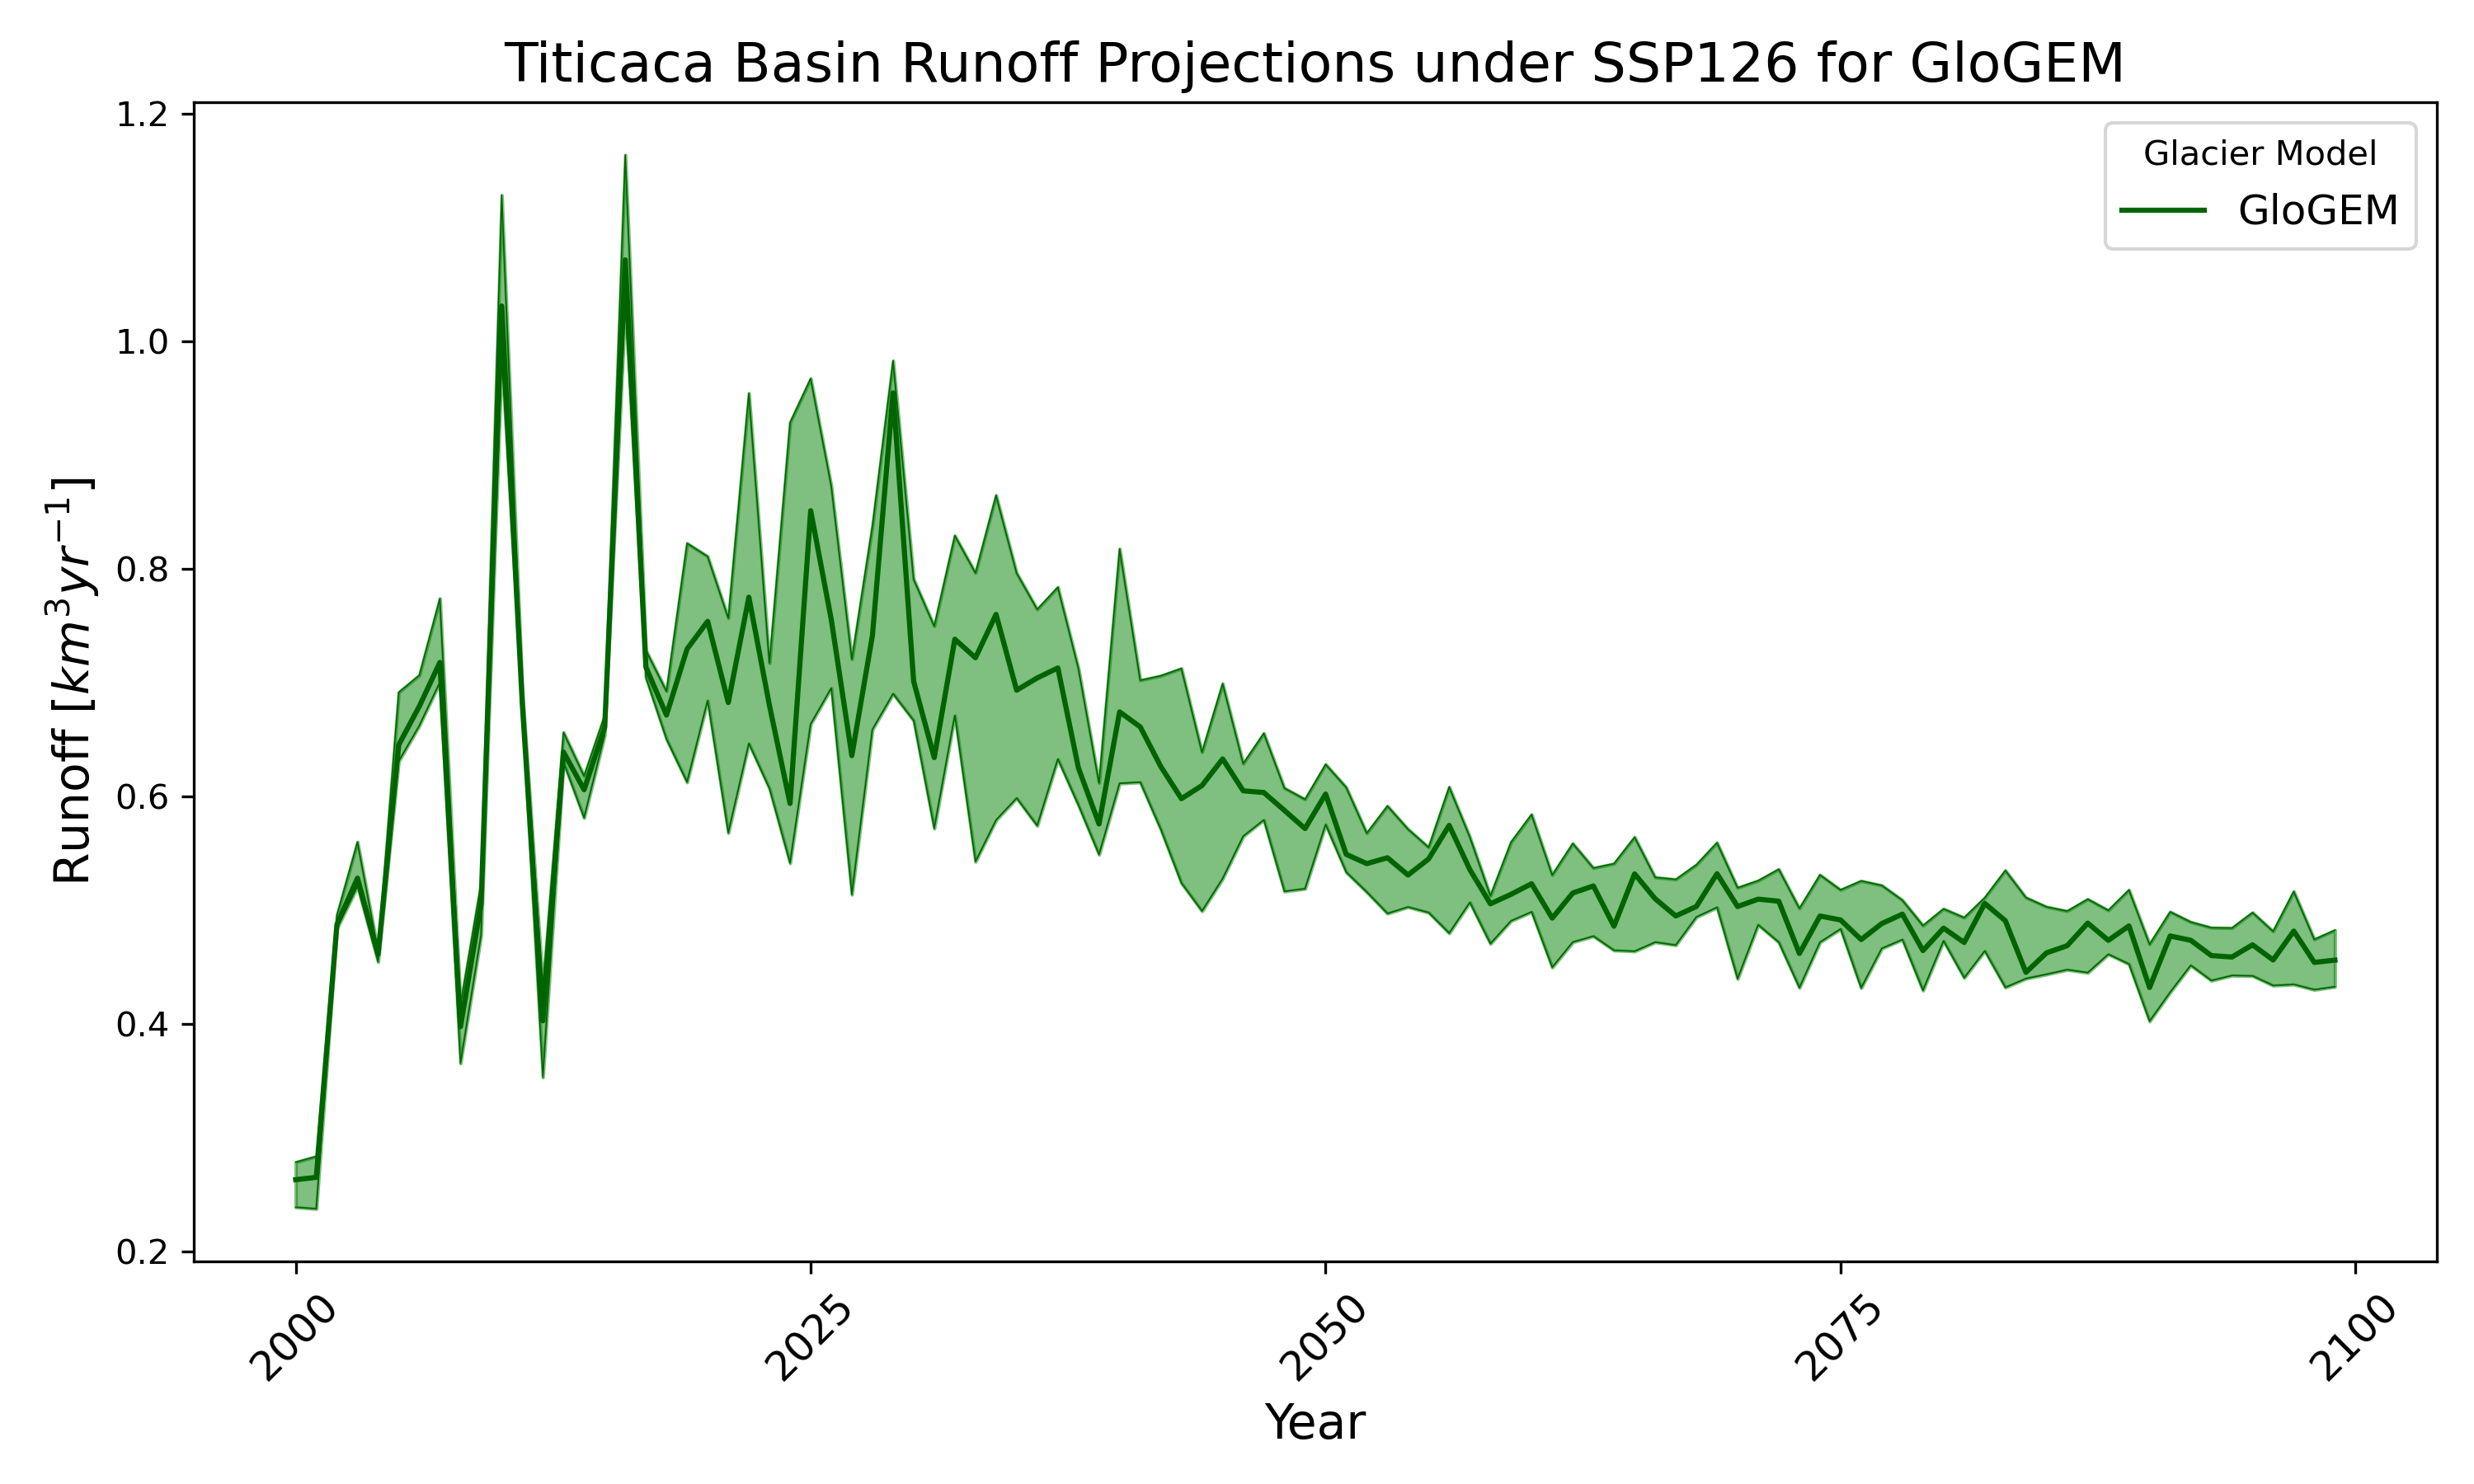 Titicaca Basin Runoff Projections under SSP126 for GloGEM
Glacier Model
GloGEM
Runoff [km³yr⁻¹]
1.2
1.0
0.8
0.6
0.4
0.2
2000
2025
2050
2075
2100
Year